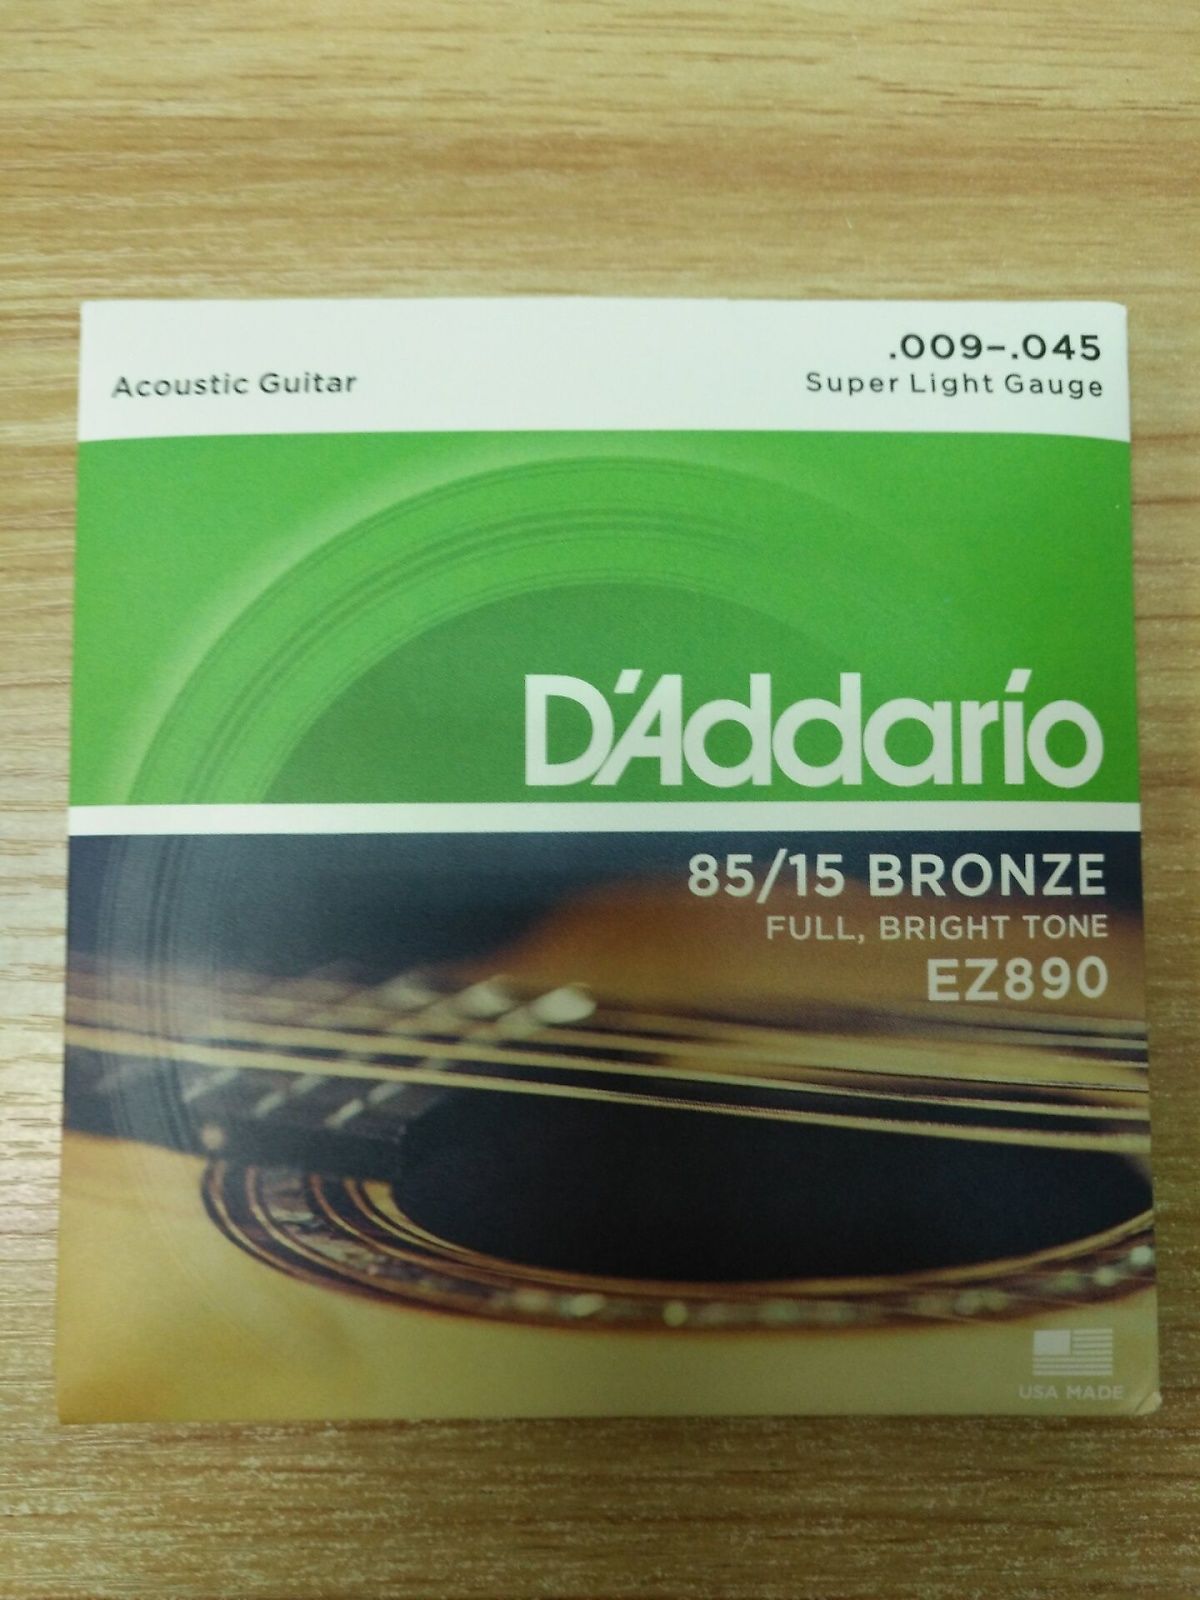 .009–.045
Acoustic Guitar
Super Light Gauge
D'Addario
85/15 BRONZE
FULL, BRIGHT TONE
EZ890
USA MADE